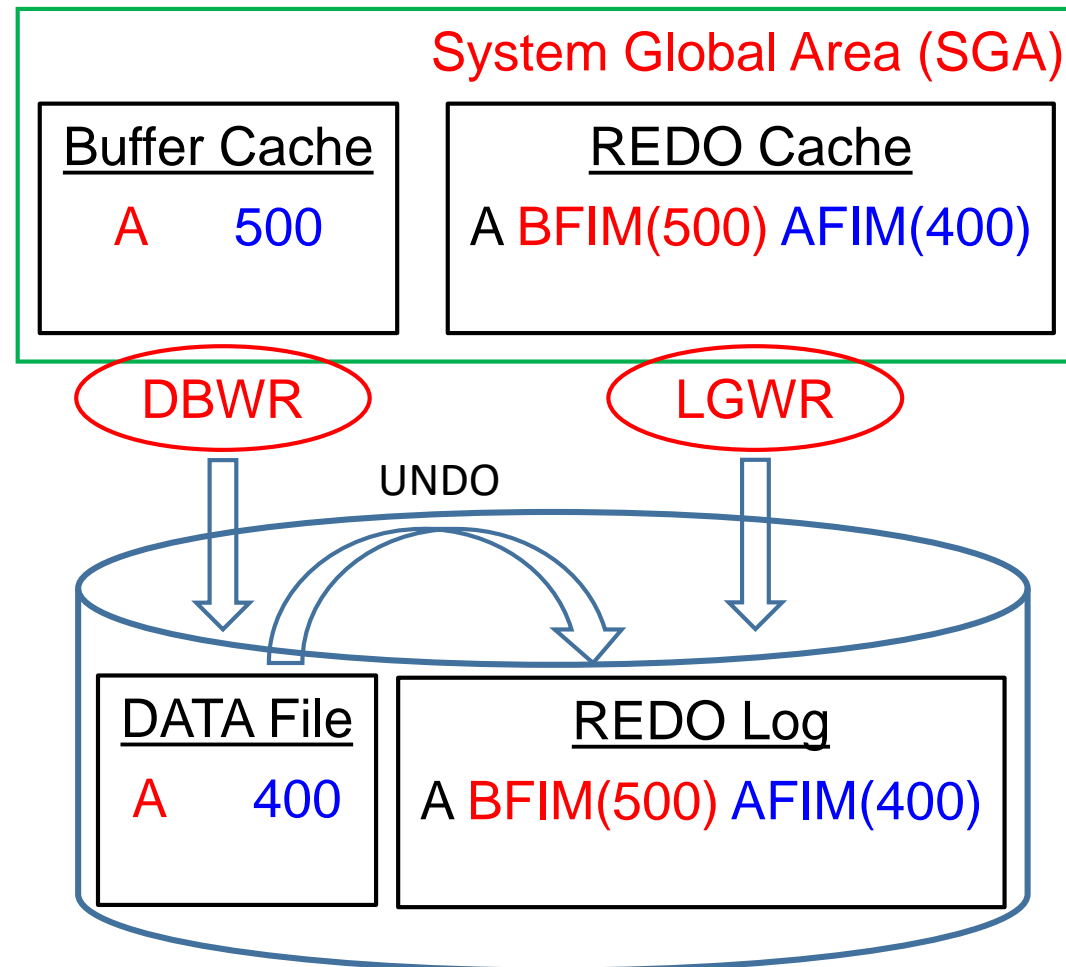 System Global Area (SGA)
Buffer Cache
A 500
REDO Cache
A BFIM(500) AFIM(400)
DBWR
LGWR
UNDO
DATA File
A 400
REDO Log
A BFIM(500) AFIM(400)